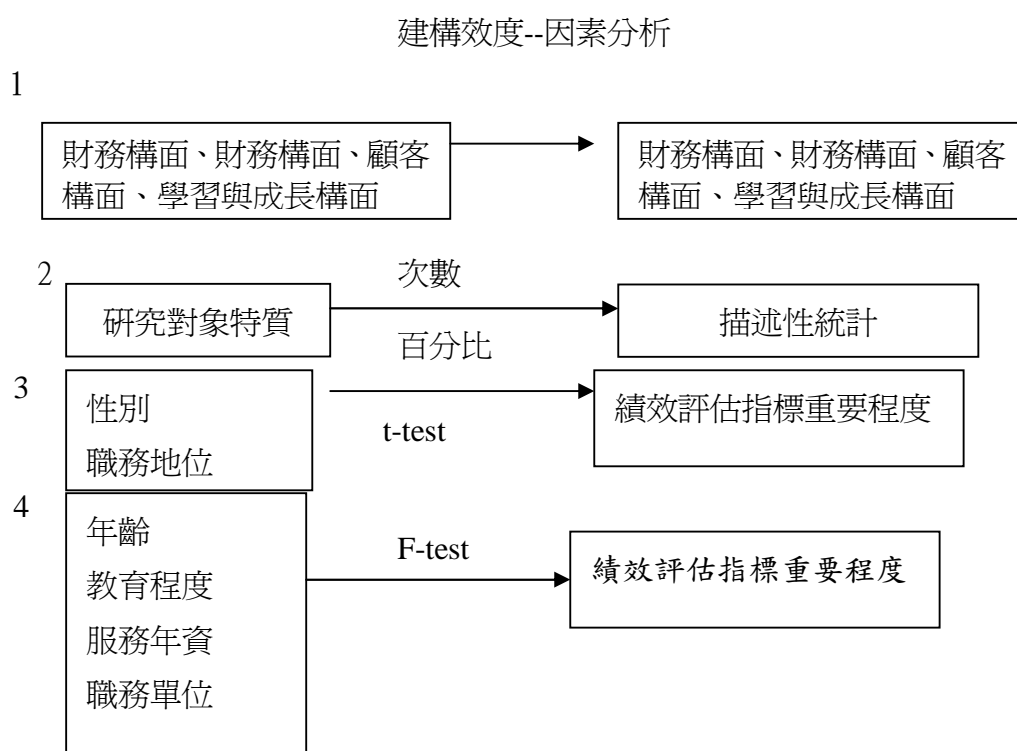 建構效度--因素分析
1
財務構面、財務構面、顧客
構面、學習與成長構面
財務構面、財務構面、顧客
構面、學習與成長構面
2
研究對象特質
次數
百分比
描述性統計
3
性別
職務地位
t-test
績效評估指標重要程度
4
年齡
教育程度
服務年資
職務單位
F-test
績效評估指標重要程度